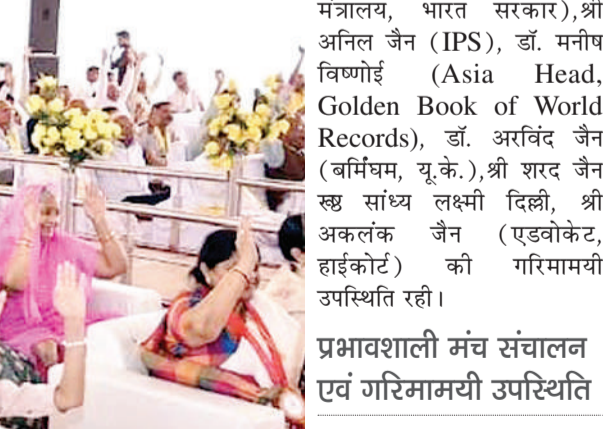 मंत्रालय, भारत सरकार),श्री
अनिल जैन (IPS), डॉ. मनीष
विष्णोई (Asia Head,
Golden Book of World
Records), डॉ. अरविंद जैन
(बर्मिंघम, यू.के.),श्री शरद जैन
स्ष्ठ सांध्य लक्ष्मी दिल्ली, श्री
अकलंक जैन (एडवोकेट,
हाईकोर्ट) की गरिमामयी
उपस्थिति रही।
प्रभावशाली मंच संचालन
एवं गरिमामयी उपस्थिति